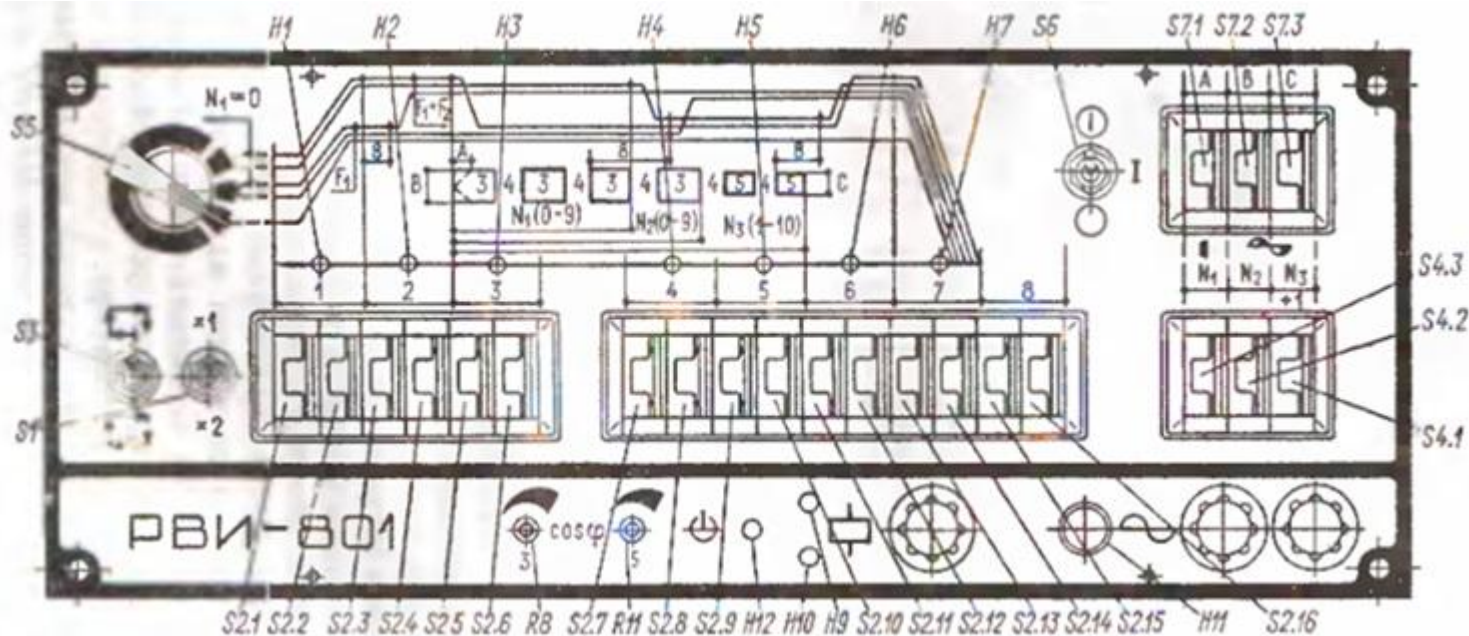 H1 H2 H3 H4 H5 H6 H7 S6 S7.1 S7.2 S7.3
N₁=0 F₁+F₂ A B C
S5 8 A 8 8 I
F₁ B 3 4 3 4 3 4 3 4 5 4 5 C
N₁(0-9) N₂(0-9) N₃(1-10)
N₁ N₂ N₃ S4.3
1 2 3 4 5 6 7 8 +1
S3 ×1 S4.2
S1 ×2 S4.1
РВИ-801 cosφ
3 5
S2.1 S2.2 S2.3 S2.4 S2.5 S2.6 R8 S2.7 R11 S2.8 S2.9 H12 H10 H9 S2.10 S2.11 S2.12 S2.13 S2.14 S2.15 H11 S2.16